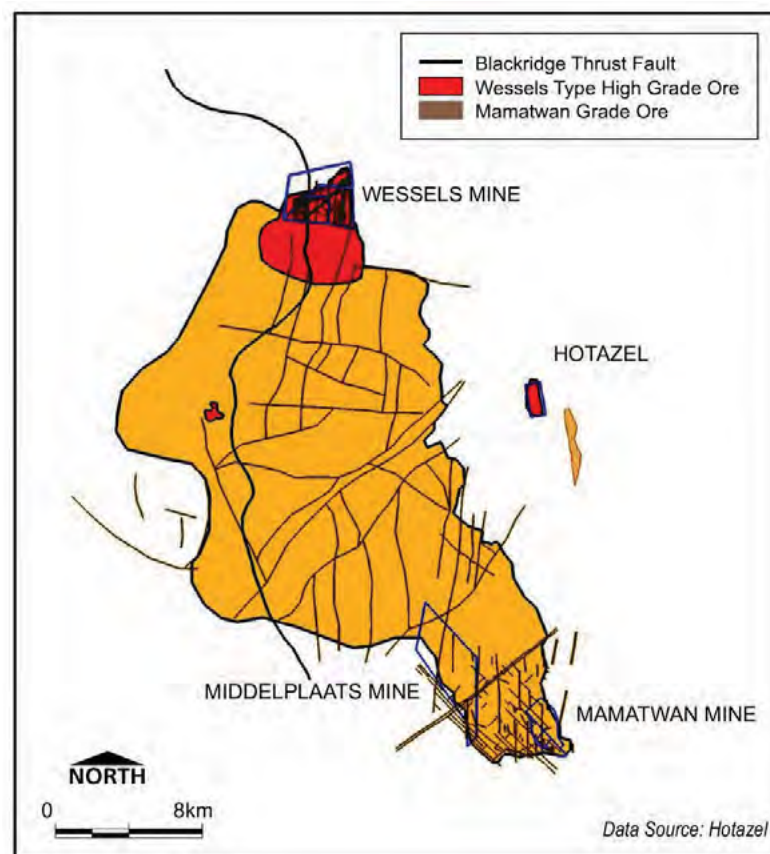 Blackridge Thrust Fault
Wessels Type High Grade Ore
Mamatwan Grade Ore
WESSELS MINE
HOTAZEL
MIDDELPLAATS MINE
MAMATWAN MINE
NORTH
0 8km
Data Source: Hotazel